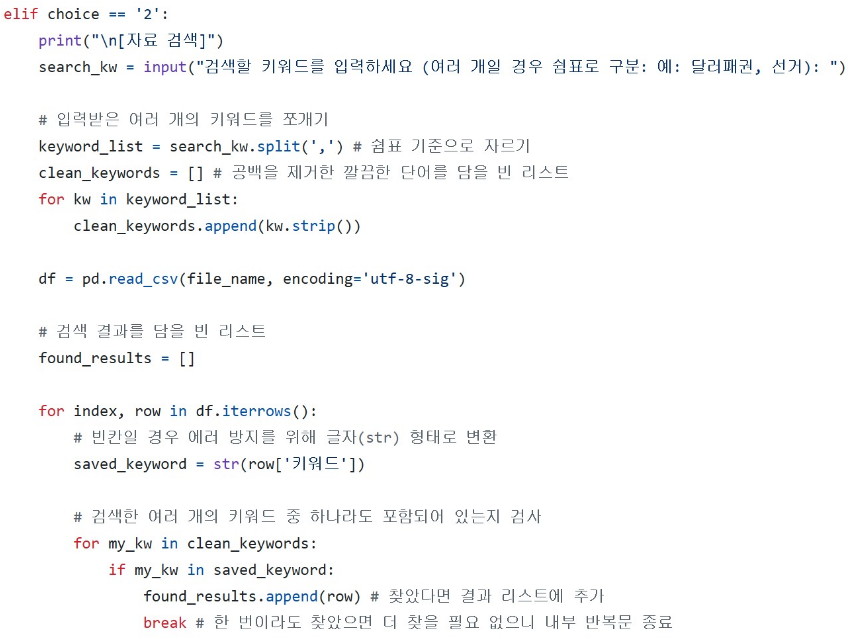 elif choice == '2':
    print("\n[자료 검색]")
    search_kw = input("검색할 키워드를 입력하세요 (여러 개일 경우 쉼표로 구분: 예: 달러패권, 선거): ")

    # 입력받은 여러 개의 키워드를 쪼개기
    keyword_list = search_kw.split(',') # 쉼표 기준으로 자르기
    clean_keywords = [] # 공백을 제거한 깔끔한 단어를 담을 빈 리스트
    for kw in keyword_list:
        clean_keywords.append(kw.strip())

    df = pd.read_csv(file_name, encoding='utf-8-sig')

    # 검색 결과를 담을 빈 리스트
    found_results = []

    for index, row in df.iterrows():
        # 빈칸일 경우 에러 방지를 위해 글자(str) 형태로 변환
        saved_keyword = str(row['키워드'])

        # 검색한 여러 개의 키워드 중 하나라도 포함되어 있는지 검사
        for my_kw in clean_keywords:
            if my_kw in saved_keyword:
                found_results.append(row) # 찾았다면 결과 리스트에 추가
                break # 한 번이라도 찾았으면 더 찾을 필요 없으니 내부 반복문 종료